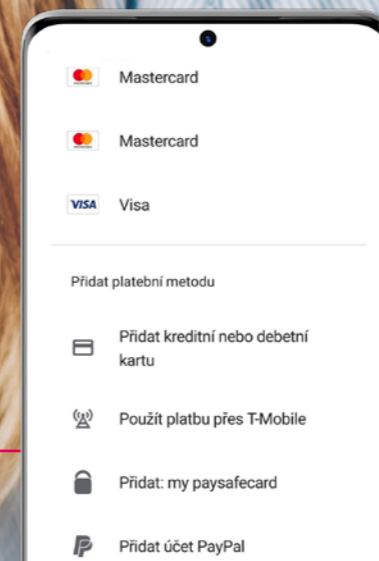 Mastercard
Mastercard
VISA Visa
Přidat platební metodu
Přidat kreditní nebo debetní
kartu
Použít platbu přes T-Mobile
Přidat: my paysafecard
Přidat účet PayPal